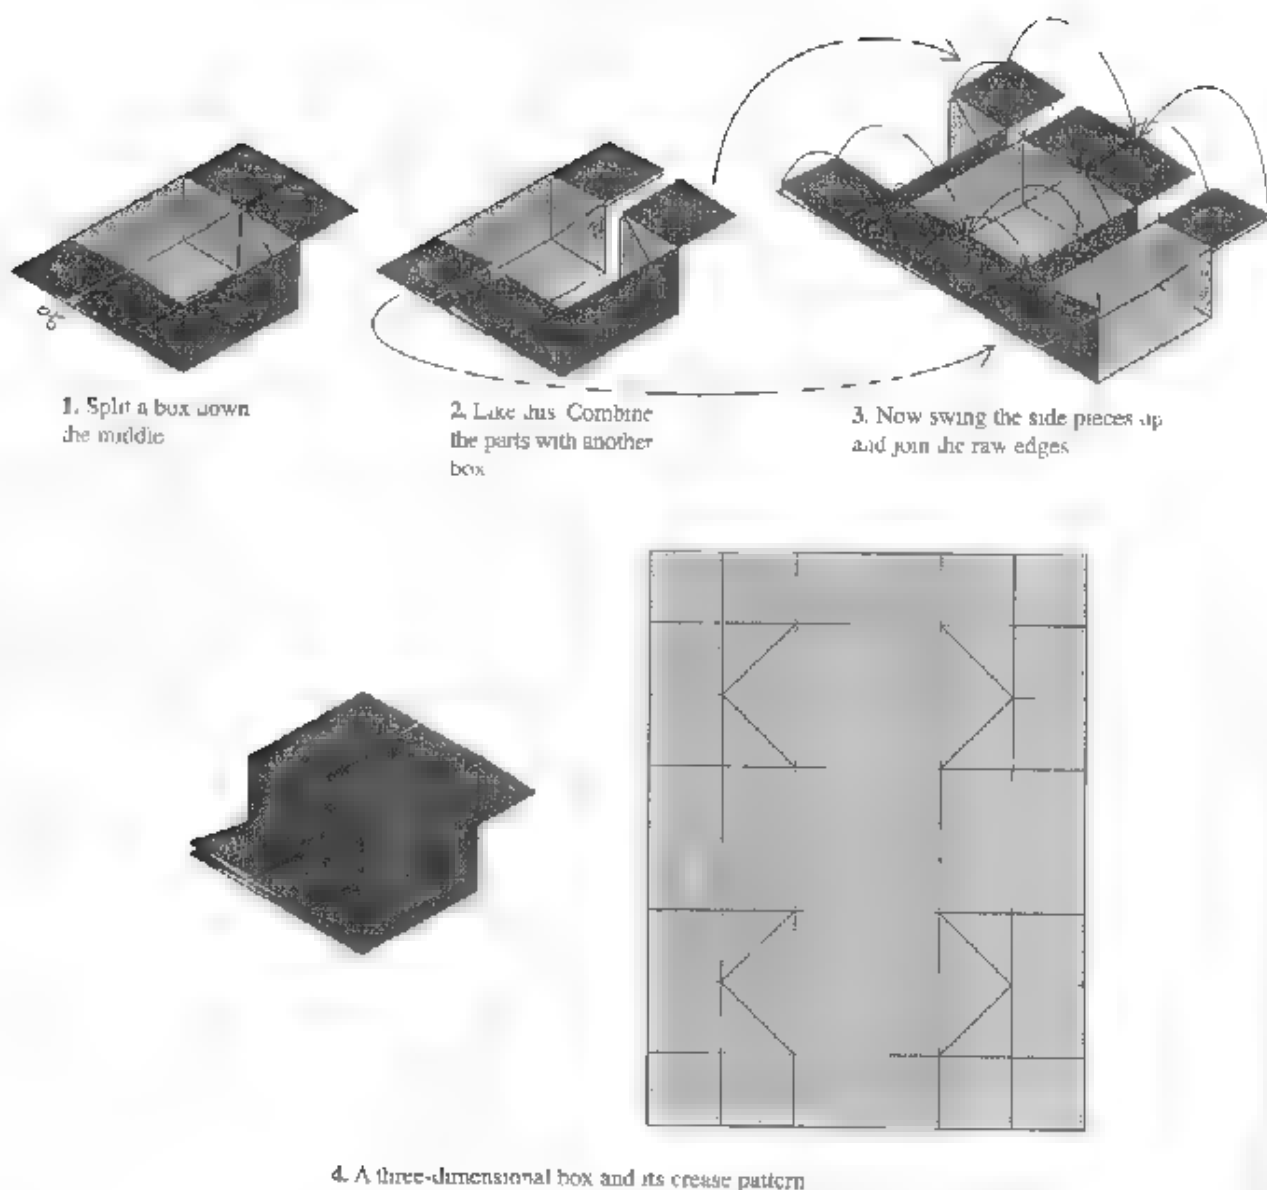 1. Split a box down
the middle
2. Like this. Combine
the parts with another
box
3. Now swing the side pieces up
and join the raw edges
4. A three-dimensional box and its crease pattern